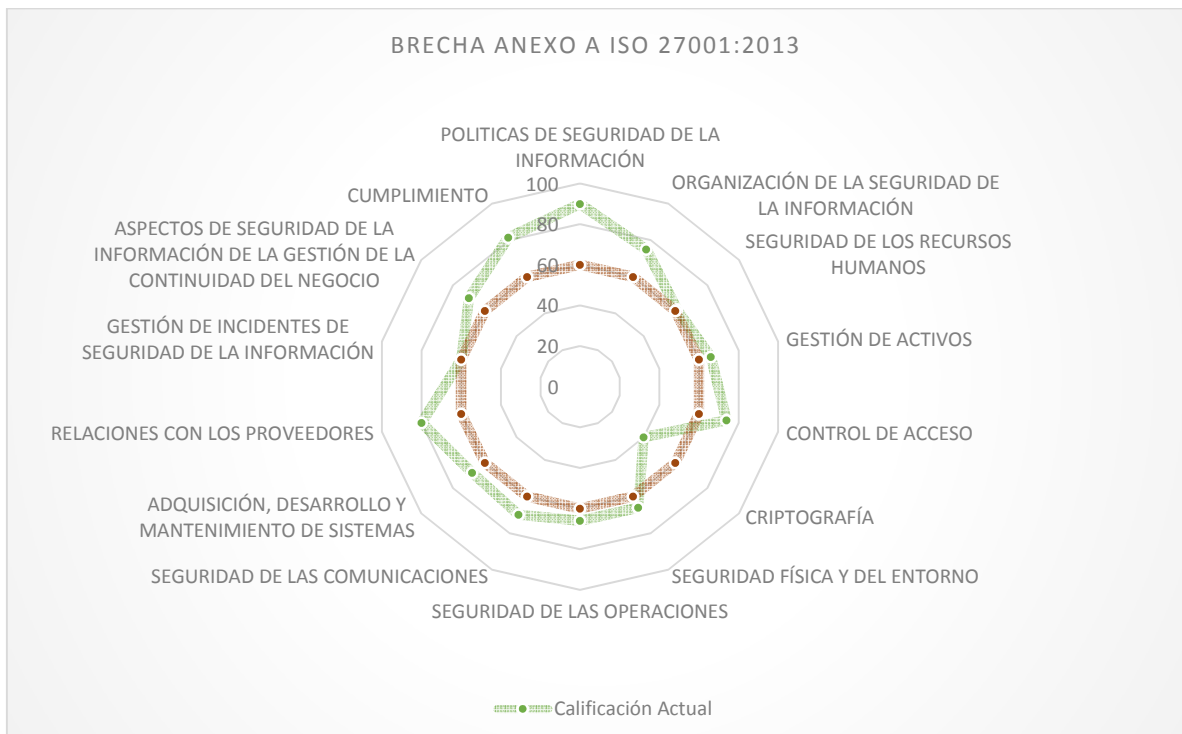 BRECHA ANEXO A ISO 27001:2013
POLITICAS DE SEGURIDAD DE LA
INFORMACIÓN
ORGANIZACIÓN DE LA SEGURIDAD DE
LA INFORMACIÓN
SEGURIDAD DE LOS RECURSOS
HUMANOS
GESTIÓN DE ACTIVOS
CONTROL DE ACCESO
CRIPTOGRAFÍA
SEGURIDAD FÍSICA Y DEL ENTORNO
SEGURIDAD DE LAS OPERACIONES
SEGURIDAD DE LAS COMUNICACIONES
ADQUISICIÓN, DESARROLLO Y
MANTENIMIENTO DE SISTEMAS
RELACIONES CON LOS PROVEEDORES
GESTIÓN DE INCIDENTES DE
SEGURIDAD DE LA INFORMACIÓN
ASPECTOS DE SEGURIDAD DE LA
INFORMACIÓN DE LA GESTIÓN DE LA
CONTINUIDAD DEL NEGOCIO
CUMPLIMIENTO
100
80
60
40
20
0
Calificación Actual